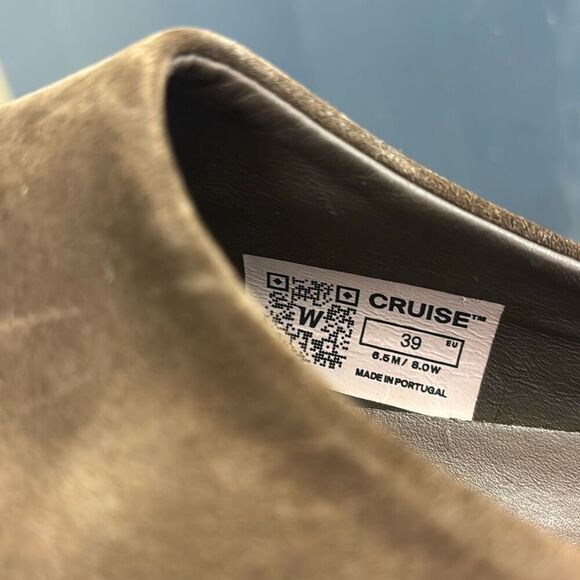 W
CRUISE™
39 EU
6.5M / 8.0W
MADE IN PORTUGAL